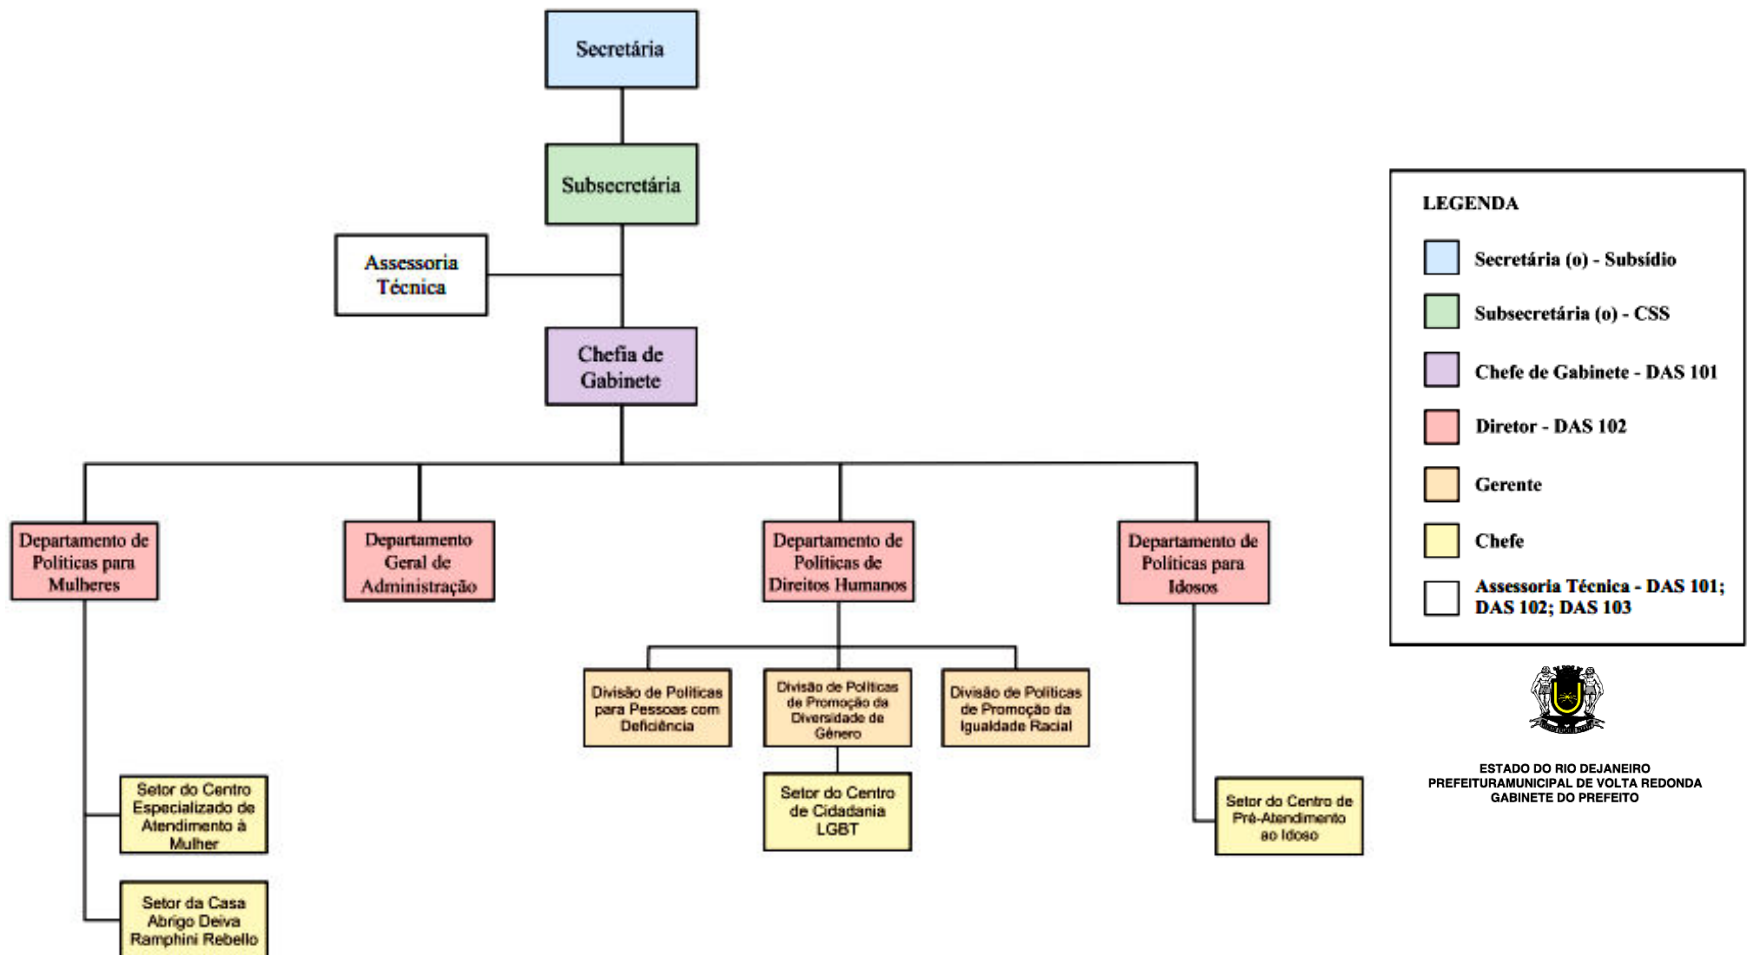 Secretária
Subsecretária
Assessoria
Técnica
Chefia de
Gabinete
Departamento de
Políticas para
Mulheres
Departamento
Geral de
Administração
Departamento de
Políticas de
Direitos Humanos
Departamento de
Políticas para
Idosos
Divisão de Políticas
para Pessoas com
Deficiência
Divisão de Políticas
de Promoção da
Diversidade de
Gênero
Divisão de Políticas
de Promoção da
Igualdade Racial
Setor do Centro
Especializado de
Atendimento à
Mulher
Setor do Centro
de Cidadania
LGBT
Setor do Centro de
Pré-Atendimento
ao Idoso
Setor da Casa
Abrigo Deiva
Ramphini Rebello
LEGENDA
Secretária (o) - Subsídio
Subsecretária (o) - CSS
Chefe de Gabinete - DAS 101
Diretor - DAS 102
Gerente
Chefe
Assessoria Técnica - DAS 101;
DAS 102; DAS 103
ESTADO DO RIO DEJANEIRO
PREFEITURAMUNICIPAL DE VOLTA REDONDA
GABINETE DO PREFEITO